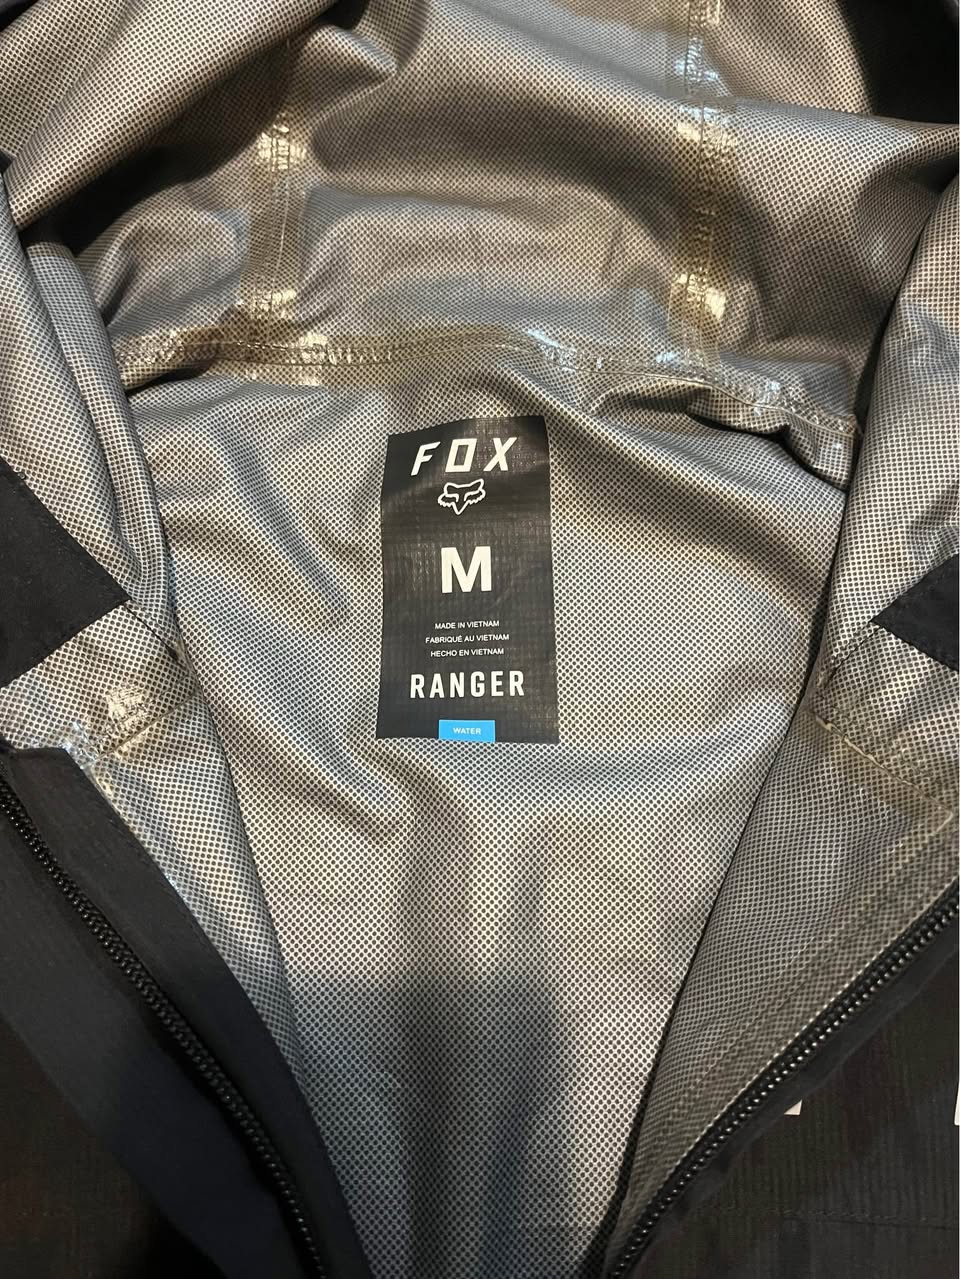 FOX
M
MADE IN VIETNAM
FABRIQUÉ AU VIETNAM
HECHO EN VIETNAM
RANGER
WATER